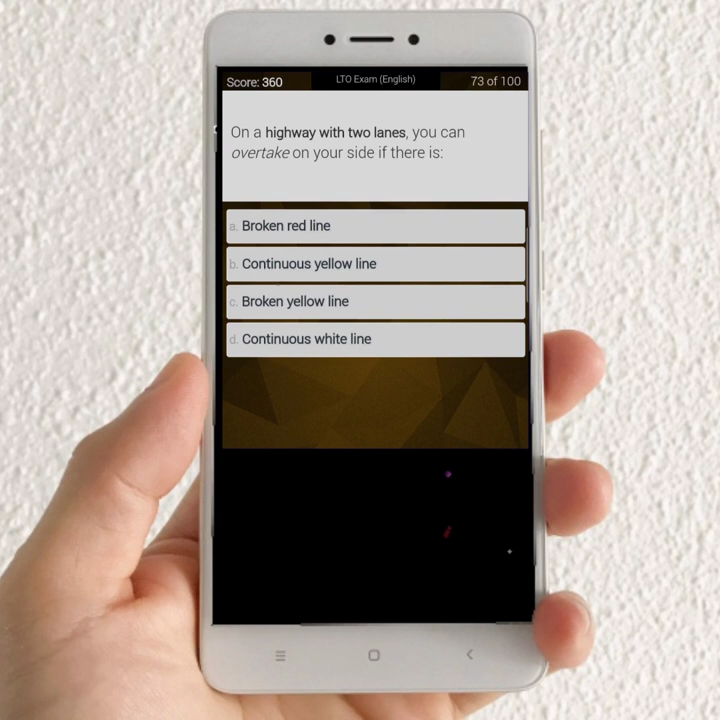 Score: 360 LTO Exam (English) 73 of 100
On a highway with two lanes, you can
overtake on your side if there is:
a. Broken red line
b. Continuous yellow line
c. Broken yellow line
d. Continuous white line